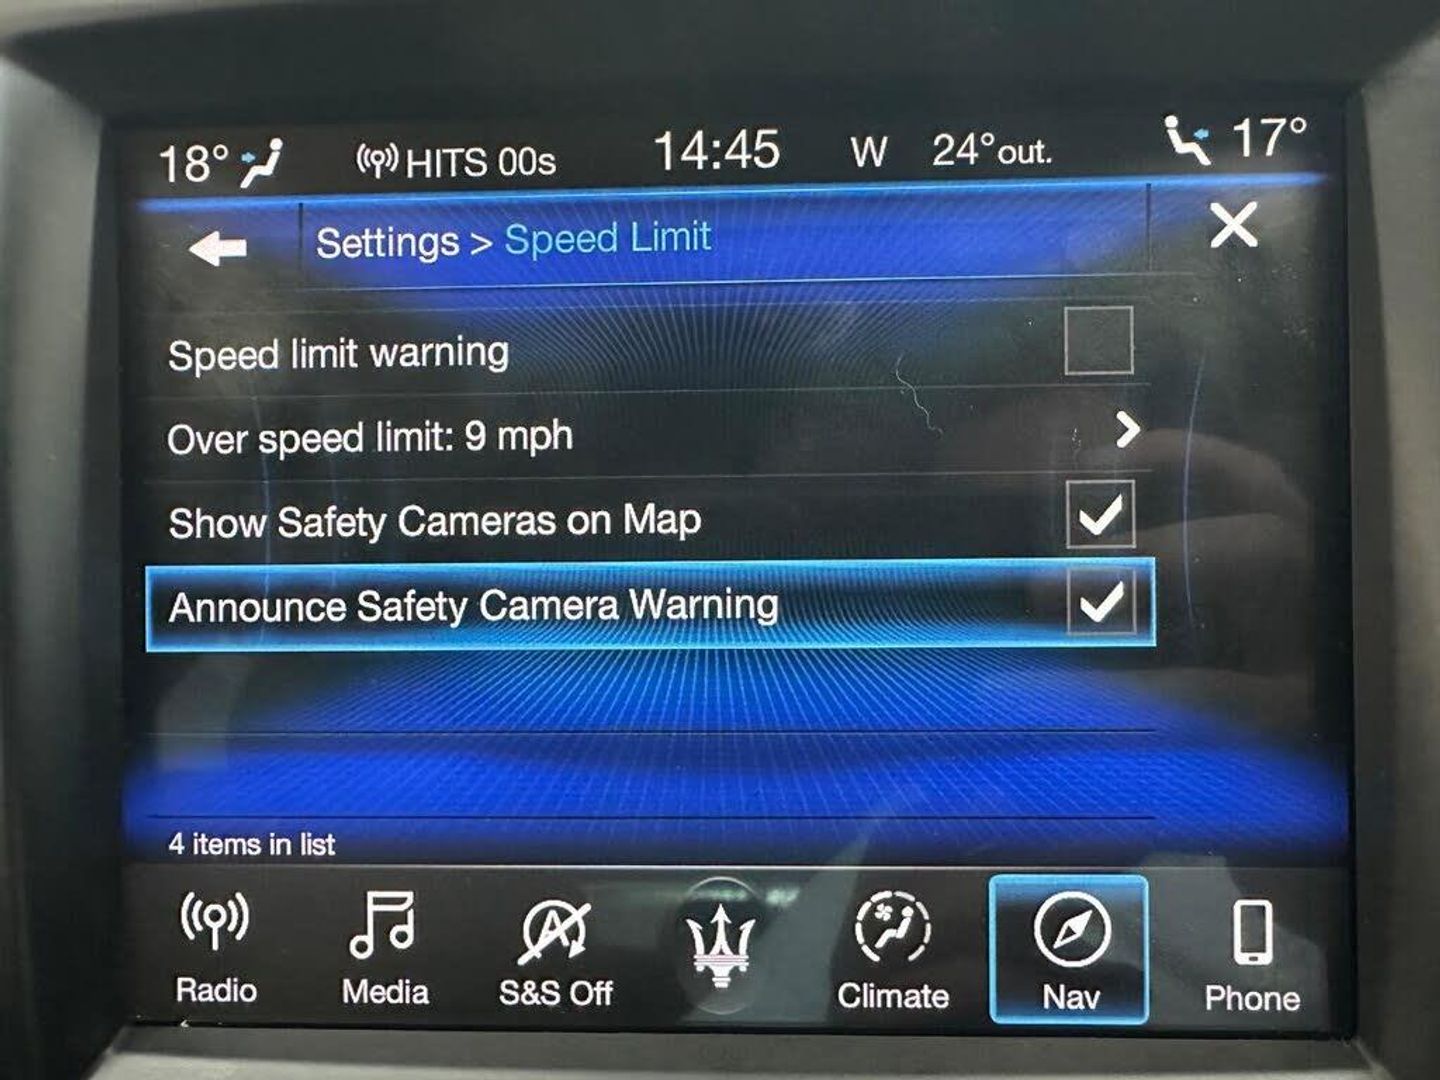 18° HITS 00s 14:45 W 24°out. 17°
Settings > Speed Limit
Speed limit warning
Over speed limit: 9 mph
Show Safety Cameras on Map
Announce Safety Camera Warning
4 items in list
Radio Media S&S Off Climate Nav Phone